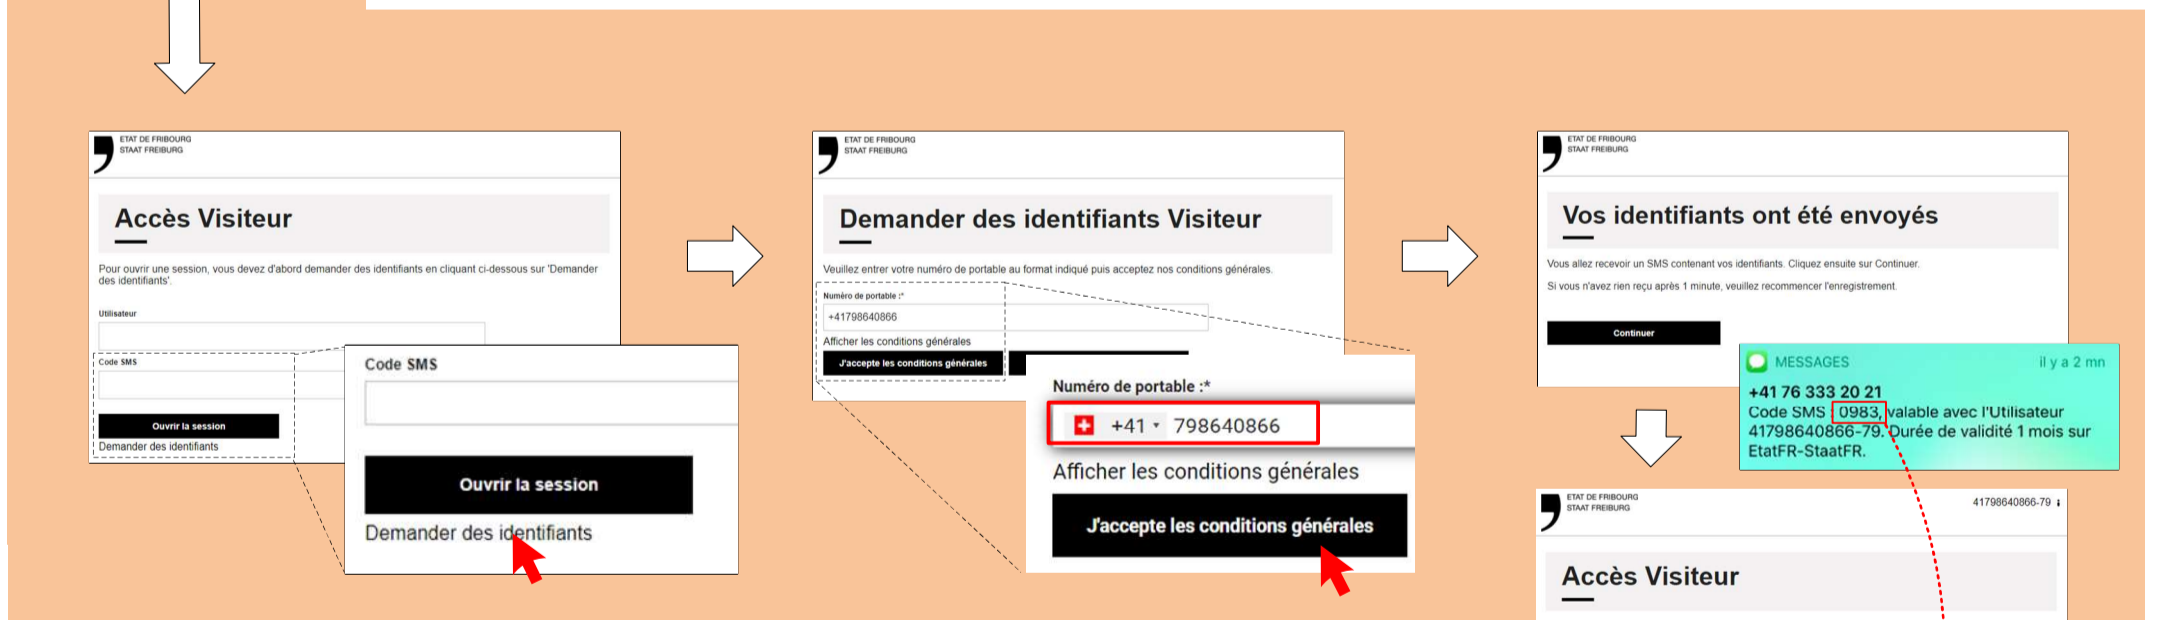 ETAT DE FRIBOURG
STAAT FREIBURG
Accès Visiteur
Pour ouvrir une session, vous devez d'abord demander des identifiants en cliquant ci-dessous sur 'Demander
des identifiants'.
Utilisateur
Code SMS
Ouvrir la session
Demander des identifiants
Code SMS
Ouvrir la session
Demander des identifiants
ETAT DE FRIBOURG
STAAT FREIBURG
Demander des identifiants Visiteur
Veuillez entrer votre numéro de portable au format indiqué puis acceptez nos conditions générales.
Numéro de portable :*
+41798640866
Afficher les conditions générales
J'accepte les conditions générales
Numéro de portable :*
+41 798640866
Afficher les conditions générales
J'accepte les conditions générales
ETAT DE FRIBOURG
STAAT FREIBURG
Vos identifiants ont été envoyés
Vous allez recevoir un SMS contenant vos identifiants. Cliquez ensuite sur Continuer.
Si vous n'avez rien reçu après 1 minute, veuillez recommencer l'enregistrement.
Continuer
MESSAGES il y a 2 mn
+41 76 333 20 21
Code SMS : 0983, valable avec l'Utilisateur
41798640866-79. Durée de validité 1 mois sur
EtatFR-StaatFR.
ETAT DE FRIBOURG
STAAT FREIBURG
41798640866-79
Accès Visiteur